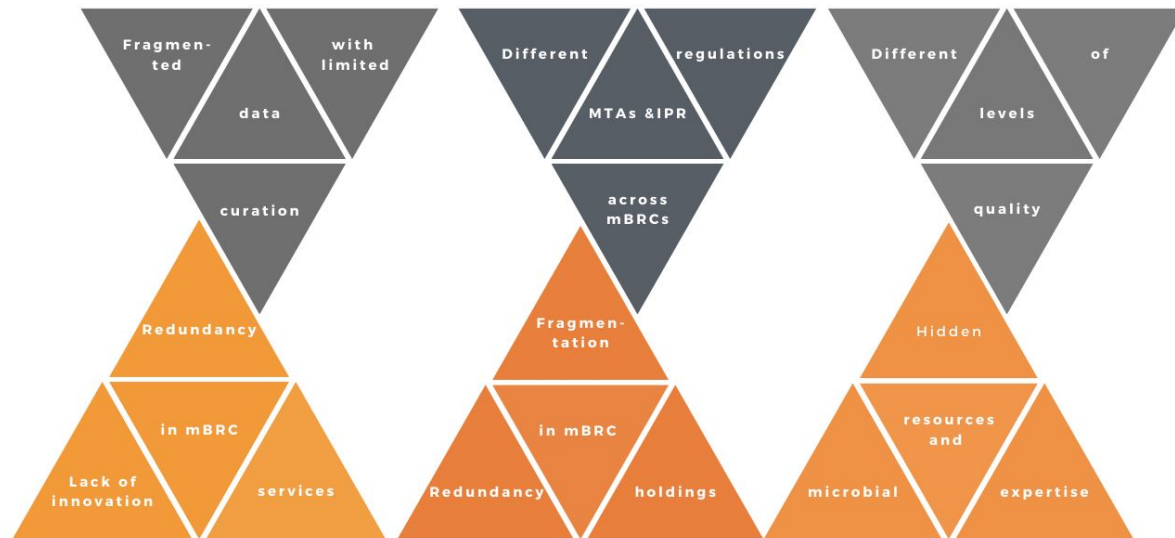 Fragmen-
ted
data
with
limited
curation
Different
MTAs &IPR
regulations
across
mBRCs
Different
levels
of
quality
Redundancy
in mBRC
Lack of
innovation
services
Fragmen-
tation
in mBRC
Redundancy
holdings
Hidden
resources
and
microbial
expertise